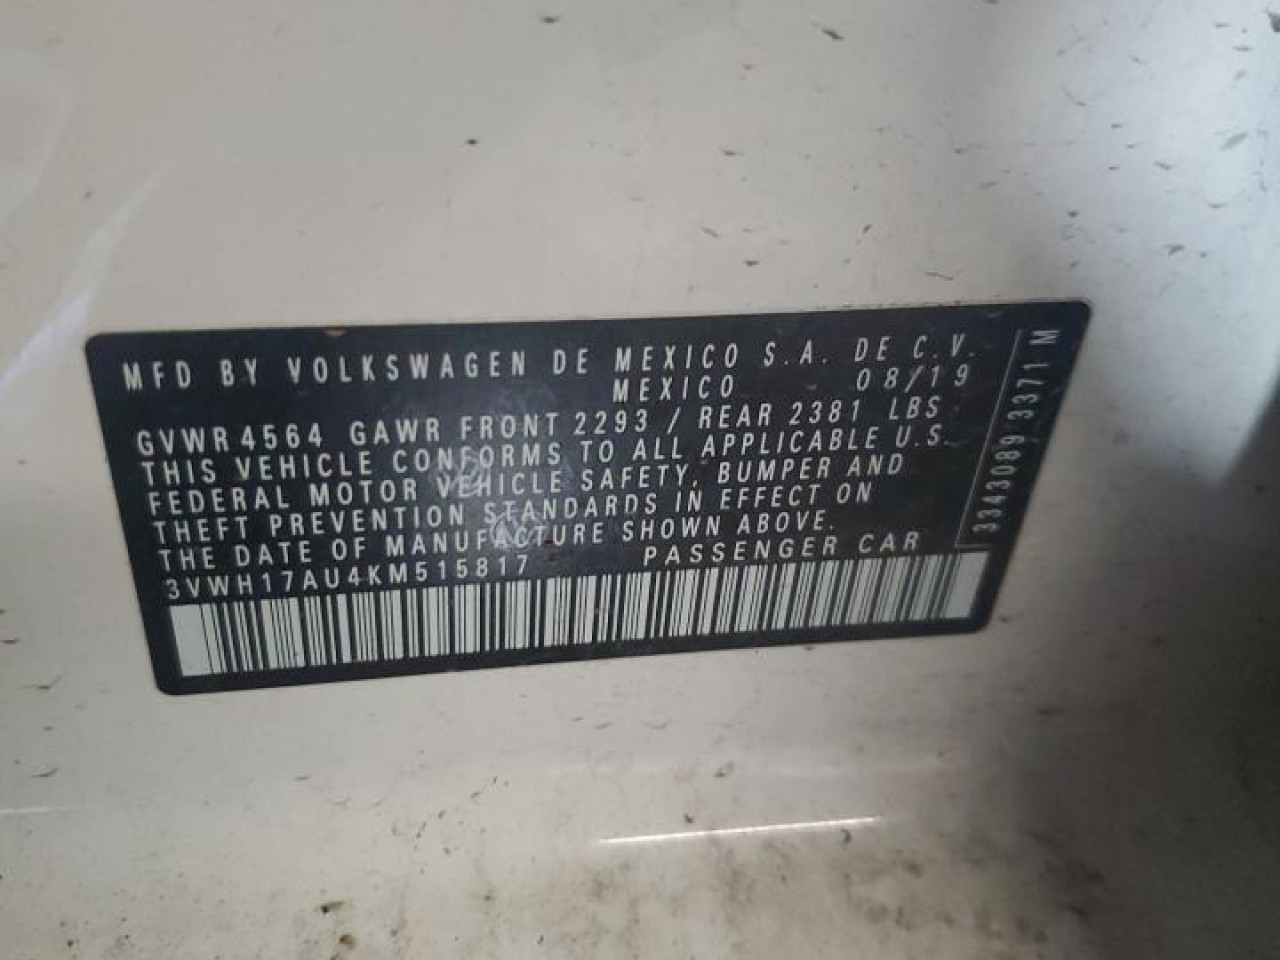 MFD BY VOLKSWAGEN DE MEXICO S.A. DE C.V.
MEXICO 08/19
GVWR 4564 GAWR FRONT 2293 / REAR 2381 LBS
THIS VEHICLE CONFORMS TO ALL APPLICABLE U.S.
FEDERAL MOTOR VEHICLE SAFETY, BUMPER AND
THEFT PREVENTION STANDARDS IN EFFECT ON
THE DATE OF MANUFACTURE SHOWN ABOVE.
3VWH17AU4KM515817 PASSENGER CAR
3343089 3371 M